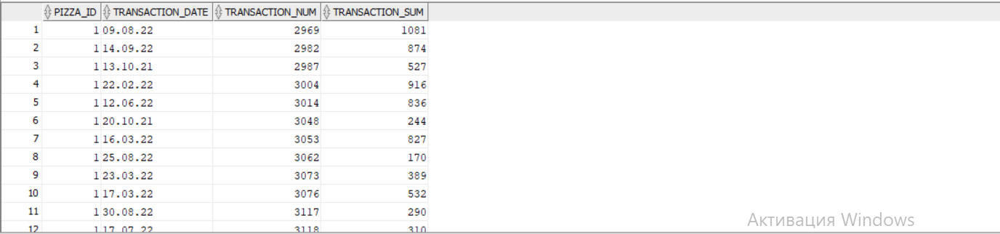 PIZZA_ID TRANSACTION_DATE TRANSACTION_NUM TRANSACTION_SUM
1 1 09.08.22 2969 1081
2 1 14.09.22 2982 874
3 1 13.10.21 2987 527
4 1 22.02.22 3004 916
5 1 12.06.22 3014 836
6 1 20.10.21 3048 244
7 1 16.03.22 3053 827
8 1 25.08.22 3062 170
9 1 23.03.22 3073 389
10 1 17.03.22 3076 532
11 1 30.08.22 3117 290
12 1 17.07.22 3118 310
Активация Windows